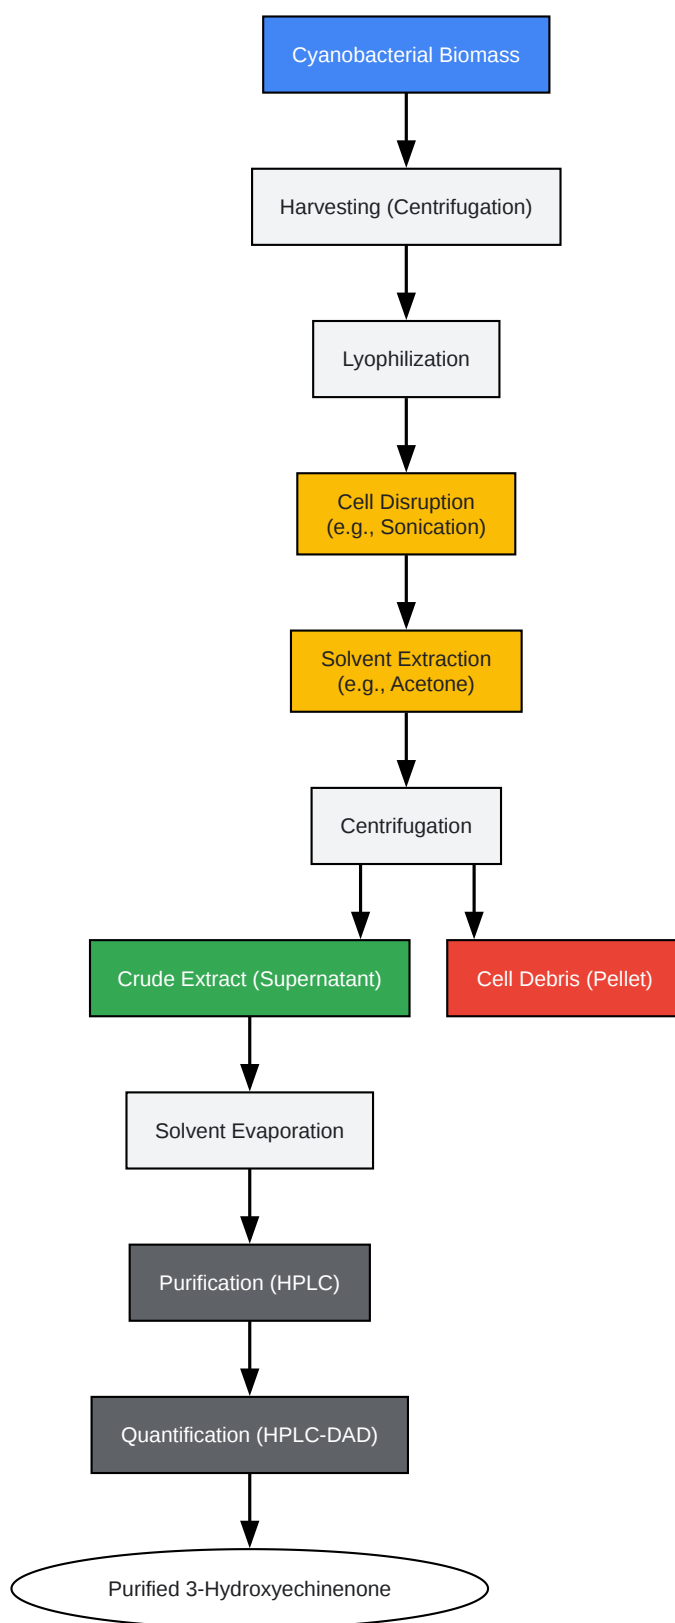 Cyanobacterial Biomass
Harvesting (Centrifugation)
Lyophilization
Cell Disruption
(e.g., Sonication)
Solvent Extraction
(e.g., Acetone)
Centrifugation
Crude Extract (Supernatant)
Cell Debris (Pellet)
Solvent Evaporation
Purification (HPLC)
Quantification (HPLC-DAD)
Purified 3-Hydroxyechinenone